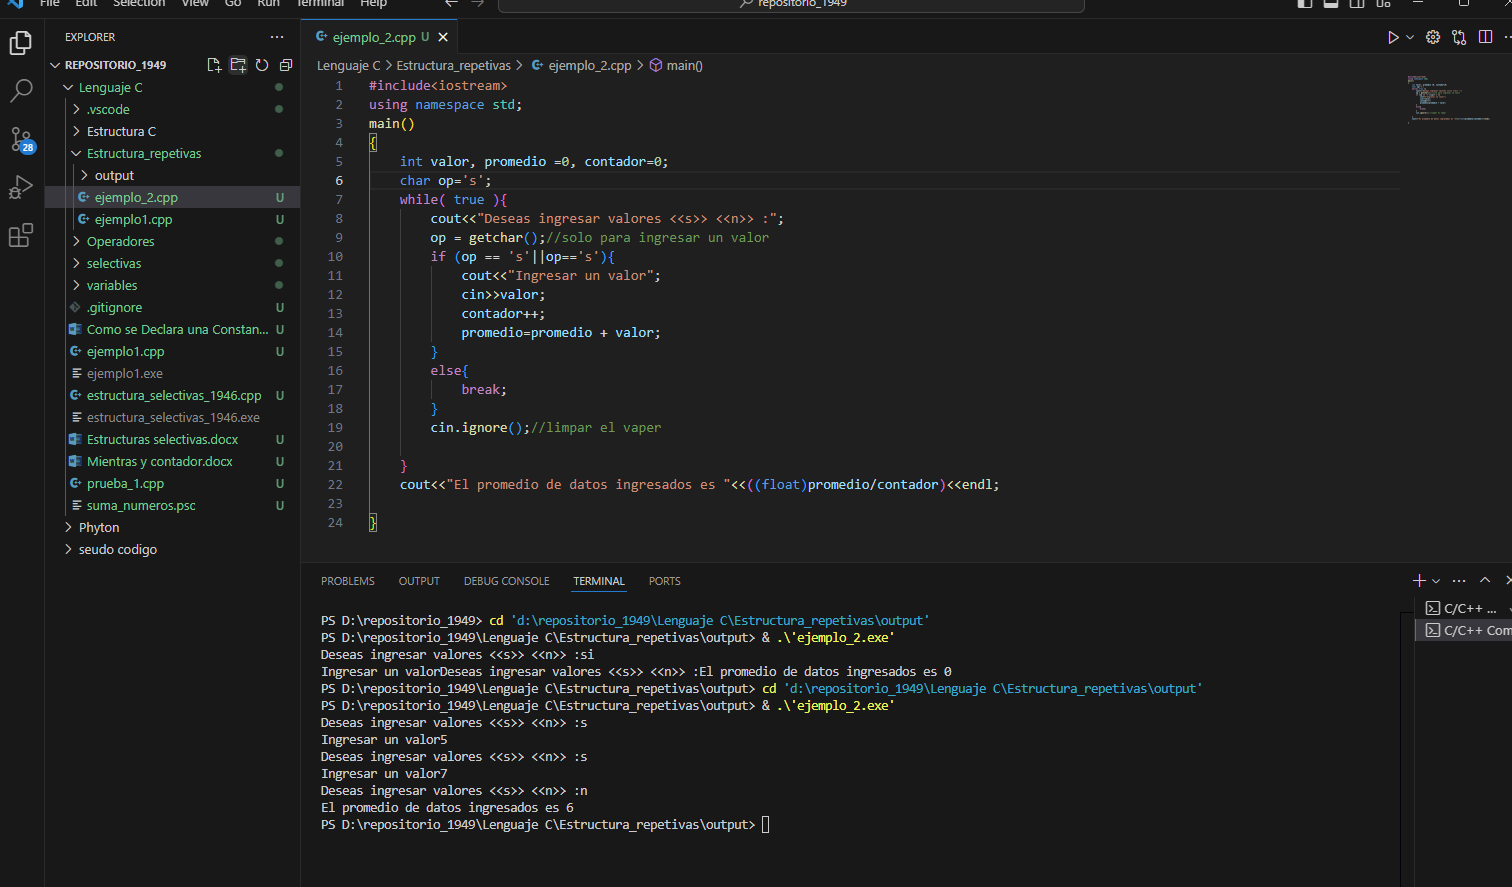 File Edit Selection View Go Run Terminal Help
repositorio_1949
EXPLORER
REPOSITORIO_1949
Lenguaje C
.vscode
Estructura C
Estructura_repetivas
output
ejemplo_2.cpp U
ejemplo1.cpp U
Operadores
selectivas
variables
.gitignore U
Como se Declara una Constan... U
ejemplo1.cpp U
ejemplo1.exe
estructura_selectivas_1946.cpp U
estructura_selectivas_1946.exe
Estructuras selectivas.docx U
Mientras y contador.docx U
prueba_1.cpp U
suma_numeros.psc U
Phyton
seudo codigo
28
ejemplo_2.cpp U
Lenguaje C > Estructura_repetivas > ejemplo_2.cpp > main()
1 #include<iostream>
2 using namespace std;
3 main()
4 {
5 int valor, promedio =0, contador=0;
6 char op='s';
7 while( true ){
8 cout<<"Deseas ingresar valores <<s>> <<n>> :";
9 op = getchar();//solo para ingresar un valor
10 if (op == 's'||op=='s'){
11 cout<<"Ingresar un valor";
12 cin>>valor;
13 contador++;
14 promedio=promedio + valor;
15 }
16 else{
17 break;
18 }
19 cin.ignore();//limpar el vaper
20
21 }
22 cout<<"El promedio de datos ingresados es "<<((float)promedio/contador)<<endl;
23
24 }
PROBLEMS OUTPUT DEBUG CONSOLE TERMINAL PORTS
PS D:\repositorio_1949> cd 'd:\repositorio_1949\Lenguaje C\Estructura_repetivas\output'
PS D:\repositorio_1949\Lenguaje C\Estructura_repetivas\output> & .\'ejemplo_2.exe'
Deseas ingresar valores <<s>> <<n>> :si
Ingresar un valorDeseas ingresar valores <<s>> <<n>> :El promedio de datos ingresados es 0
PS D:\repositorio_1949\Lenguaje C\Estructura_repetivas\output> cd 'd:\repositorio_1949\Lenguaje C\Estructura_repetivas\output'
PS D:\repositorio_1949\Lenguaje C\Estructura_repetivas\output> & .\'ejemplo_2.exe'
Deseas ingresar valores <<s>> <<n>> :s
Ingresar un valor5
Deseas ingresar valores <<s>> <<n>> :s
Ingresar un valor7
Deseas ingresar valores <<s>> <<n>> :n
El promedio de datos ingresados es 6
PS D:\repositorio_1949\Lenguaje C\Estructura_repetivas\output>
C/C++ ...
C/C++ Com